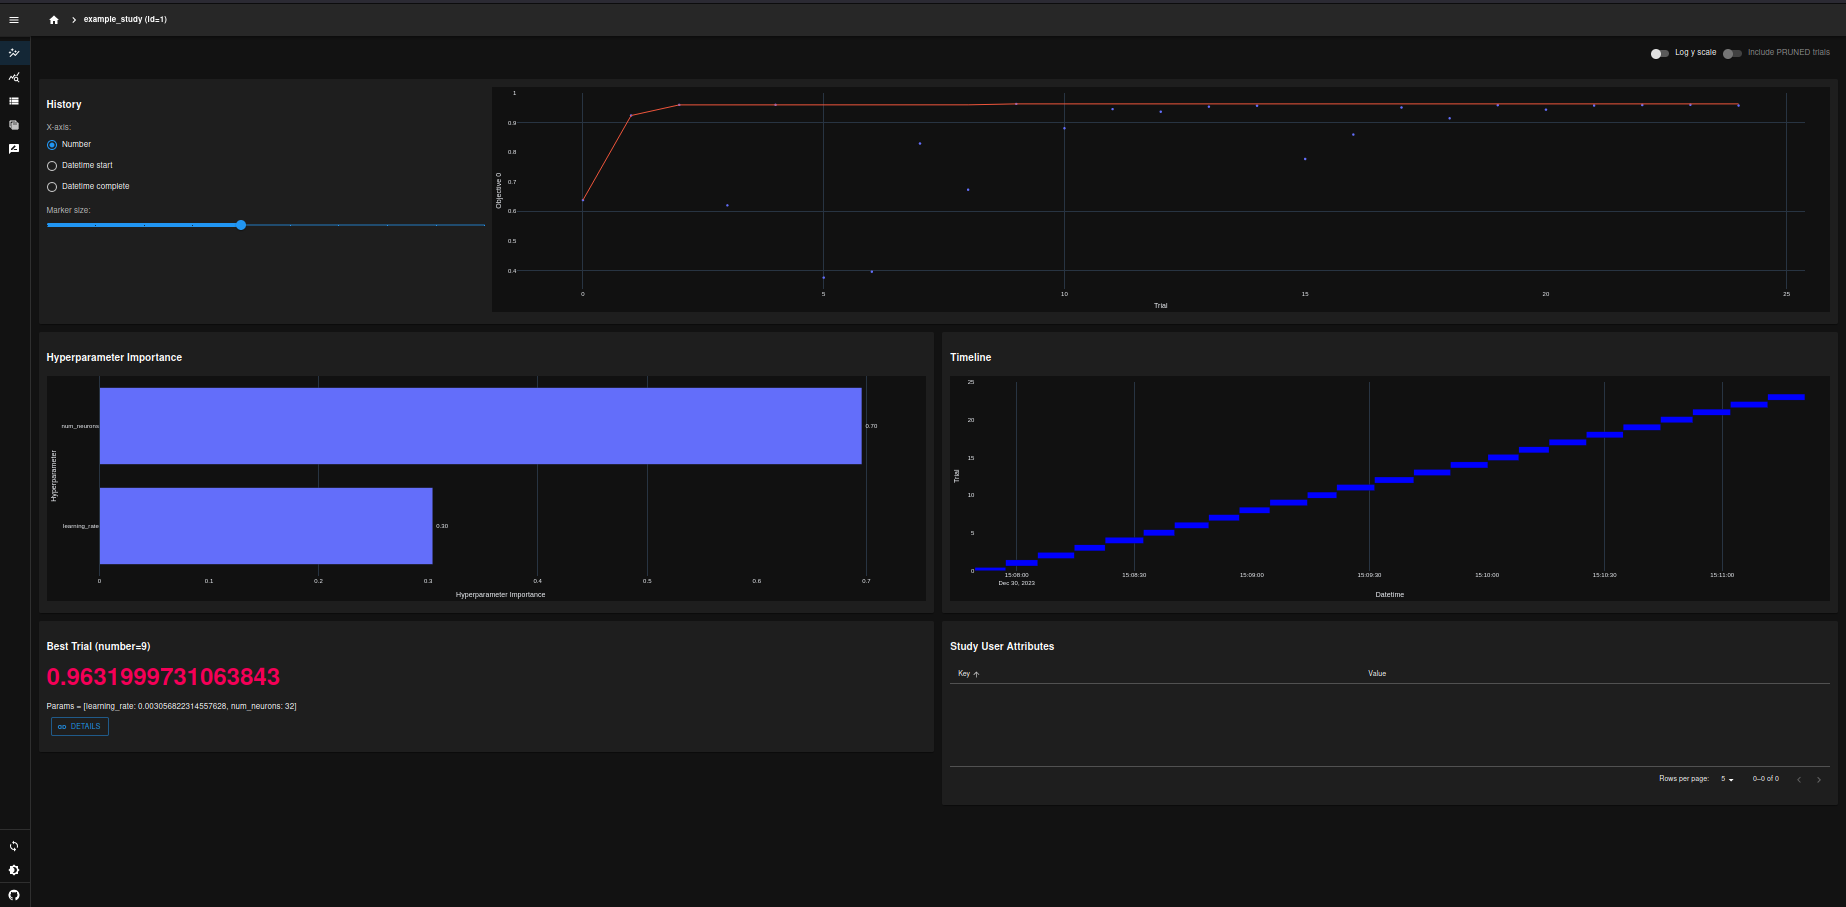 example_study (id=1)
Log y scale
Include PRUNED trials
History
X-axis:
Number
Datetime start
Datetime complete
Marker size:
Objective 0
1
0.9
0.8
0.7
0.6
0.5
0.4
0
5
10
15
20
25
Trial
Hyperparameter Importance
Hyperparameter
num_neurons
0.70
learning_rate
0.30
0
0.1
0.2
0.3
0.4
0.5
0.6
0.7
Hyperparameter Importance
Timeline
Trial
25
20
15
10
5
0
15:08:00
Dec 30, 2023
15:08:30
15:09:00
15:09:30
15:10:00
15:10:30
15:11:00
Datetime
Best Trial (number=9)
0.9631999731063843
Params = [learning_rate: 0.003056822314557628, num_neurons: 32]
DETAILS
Study User Attributes
Key
Value
Rows per page:
5
0–0 of 0